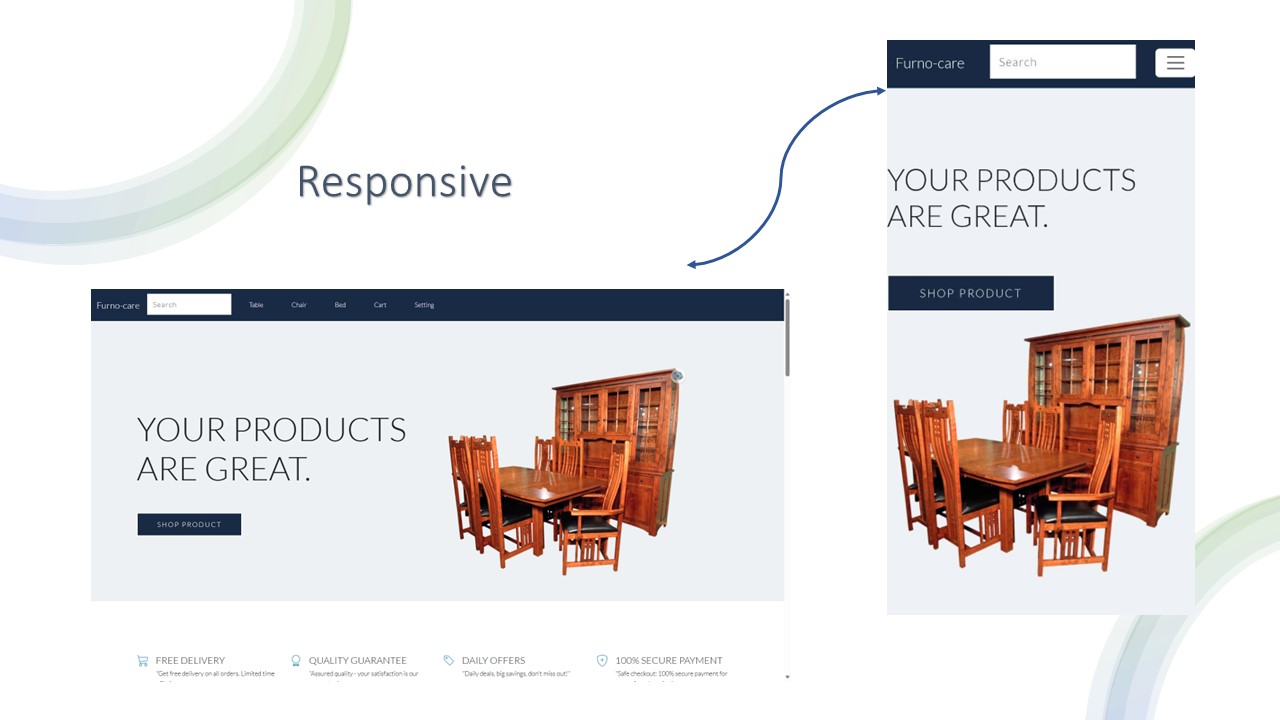 Responsive
Furno-care Search
YOUR PRODUCTS
ARE GREAT.
SHOP PRODUCT
Furno-care Search Table Chair Bed Cart Setting
YOUR PRODUCTS
ARE GREAT.
SHOP PRODUCT
FREE DELIVERY QUALITY GUARANTEE DAILY OFFERS 100% SECURE PAYMENT
"Get free delivery on all orders. Limited time "Assured quality - your satisfaction is our "Daily deals, big savings, don't miss out!" "Safe checkout: 100% secure payment for